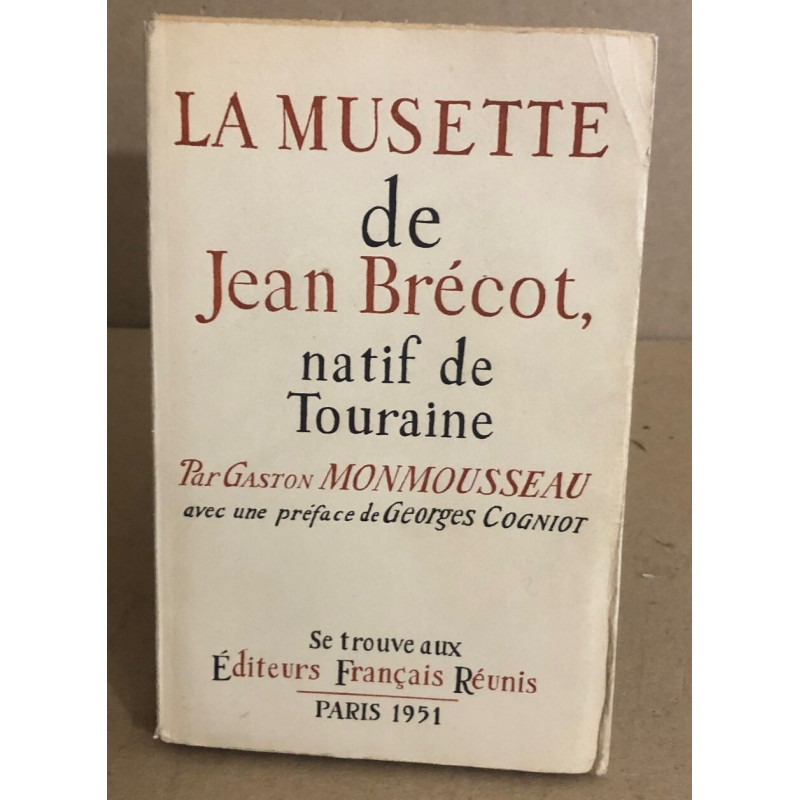 LA MUSETTE
de
Jean Brécot,
natif de
Touraine
Par GASTON MONMOUSSEAU
avec une préface de Georges COGNIOT
Se trouve aux
Éditeurs Français Réunis
PARIS 1951